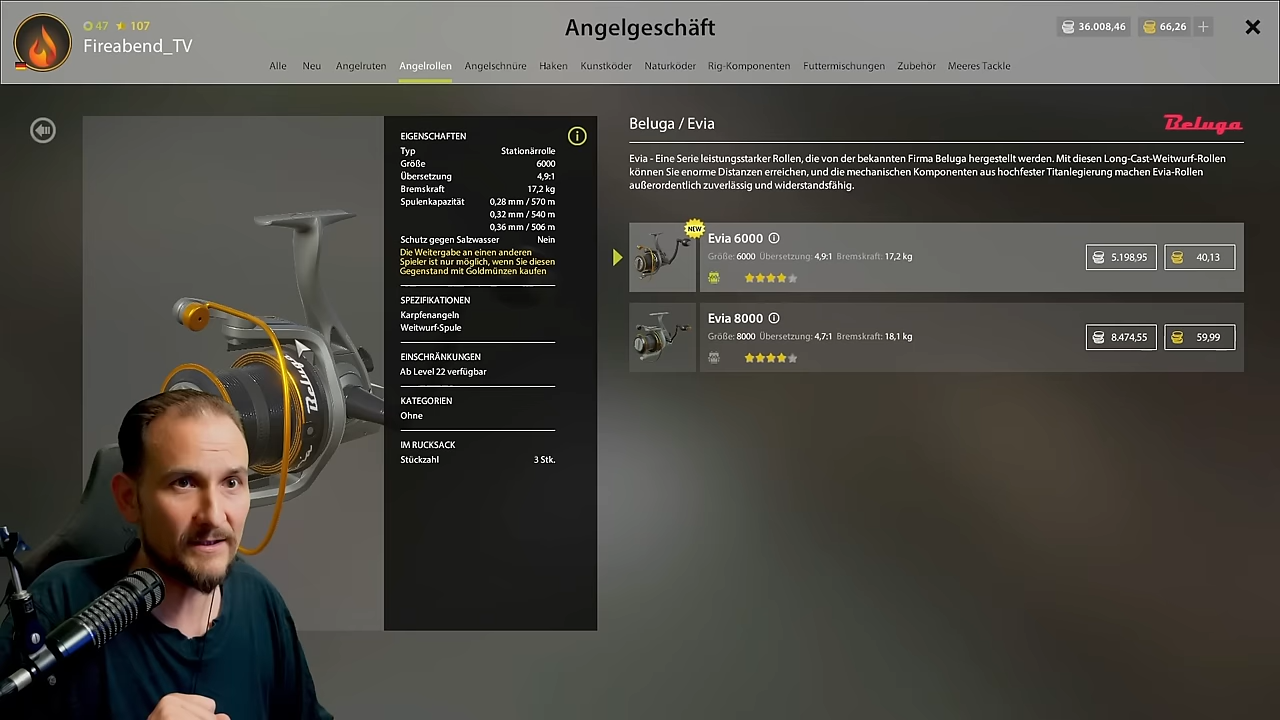 47 107
Fireabend_TV
Angelgeschäft
36.008,46
66,26
Alle Neu Angelruten Angelrollen Angelschnüre Haken Kunstköder Naturköder Rig-Komponenten Futtermischungen Zubehör Meeres Tackle
EIGENSCHAFTEN
Typ Stationärrolle
Größe 6000
Übersetzung 4,9:1
Bremskraft 17,2 kg
Spulenkapazität 0,28 mm / 570 m
0,32 mm / 540 m
0,36 mm / 506 m
Schutz gegen Salzwasser Nein
Die Weitergabe an einen anderen
Spieler ist nur möglich, wenn Sie diesen
Gegenstand mit Goldmünzen kaufen
SPEZIFIKATIONEN
Karpfenangeln
Weitwurf-Spule
EINSCHRÄNKUNGEN
Ab Level 22 verfügbar
KATEGORIEN
Ohne
IM RUCKSACK
Stückzahl 3 Stk.
Beluga
Beluga / Evia
Beluga
Evia - Eine Serie leistungsstarker Rollen, die von der bekannten Firma Beluga hergestellt werden. Mit diesen Long-Cast-Weitwurf-Rollen
können Sie enorme Distanzen erreichen, und die mechanischen Komponenten aus hochfester Titanlegierung machen Evia-Rollen
außerordentlich zuverlässig und widerstandsfähig.
NEW
Evia 6000
Größe: 6000 Übersetzung: 4,9:1 Bremskraft: 17,2 kg
5.198,95
40,13
Evia 8000
Größe: 8000 Übersetzung: 4,7:1 Bremskraft: 18,1 kg
8.474,55
59,99